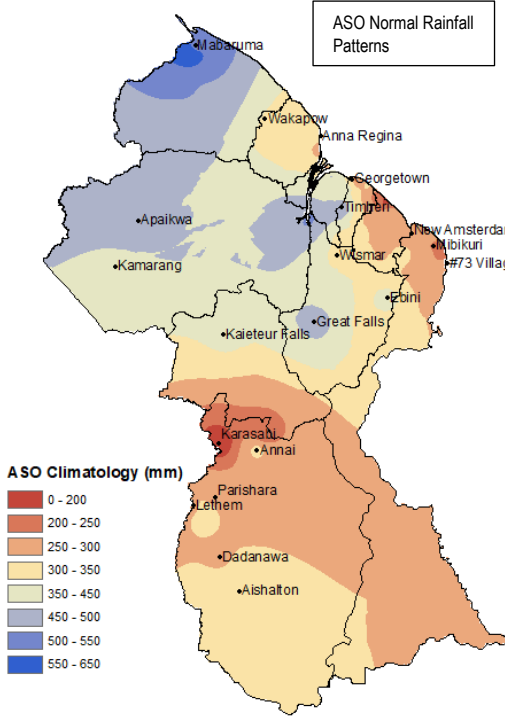 ASO Normal Rainfall
Patterns
Mabaruma
Wakapow
Anna Regina
Georgetown
Timheri
Apaikwa
New Amsterdam
Mibikuri
Wismar
#73 Village
Kamarang
Ebini
Great Falls
Kaieteur Falls
Karasabi
Annai
ASO Climatology (mm)
0 - 200
200 - 250
250 - 300
300 - 350
350 - 450
450 - 500
500 - 550
550 - 650
Parishara
Lethem
Dadanawa
Aishalton